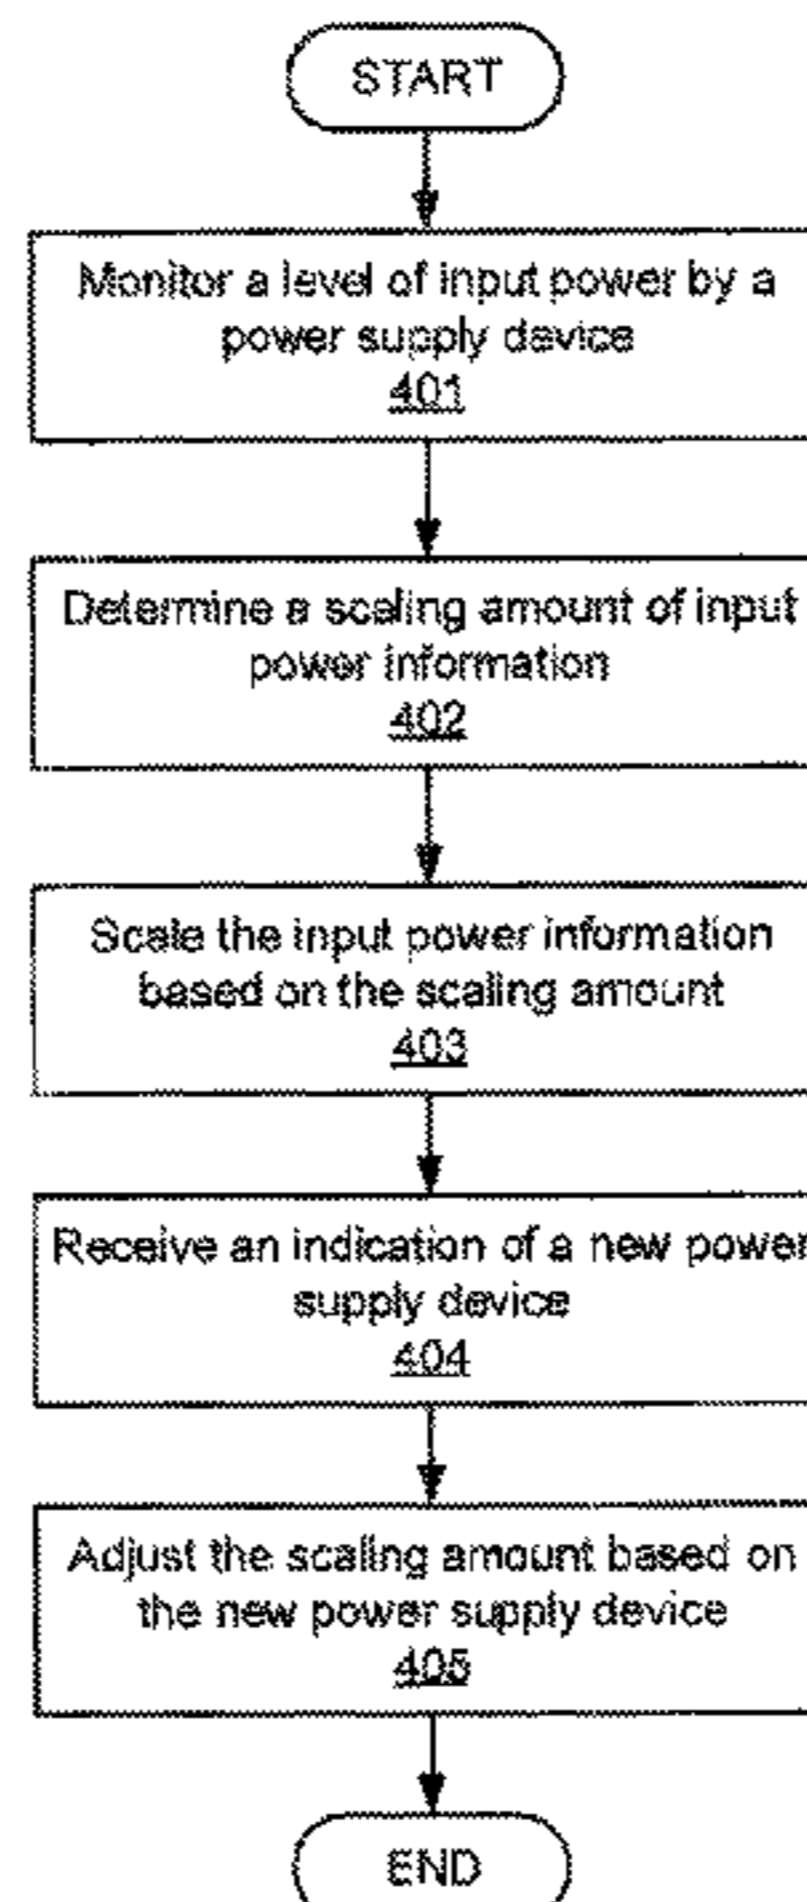 START
Monitor a level of input power by a
power supply device
401
Determine a scaling amount of input
power information
402
Scale the input power information
based on the scaling amount
403
Receive an indication of a new power
supply device
404
Adjust the scaling amount based on
the new power supply device
405
END